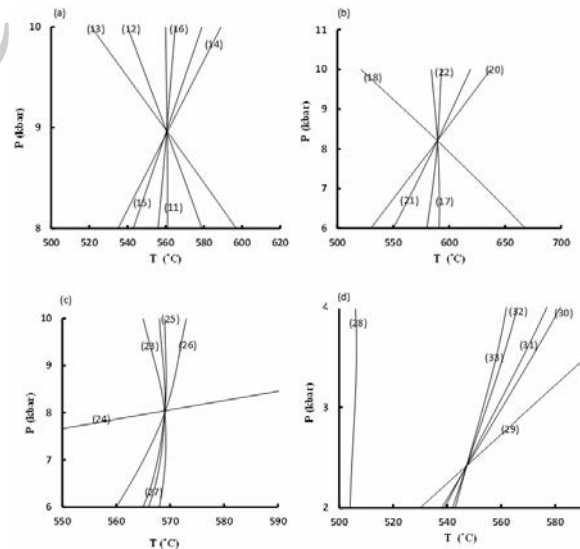 (a)
(13) (12) (16)
(14)
(15)
(11)
10
9
8
P (kbar)
500 520 540 560 580 600 620
T (˚C)
(b)
(18) (22) (20)
(21) (17)
11
10
9
8
7
6
P (kbar)
500 550 600 650 700
T (˚C)
(c)
(25)
(23) (26)
(24)
(27)
10
9
8
7
6
P (kbar)
550 560 570 580 590
T (˚C)
(d)
(28) (32) (30)
(31)
(33)
(29)
4
3
2
P (kbar)
500 520 540 560 580
T (˚C)